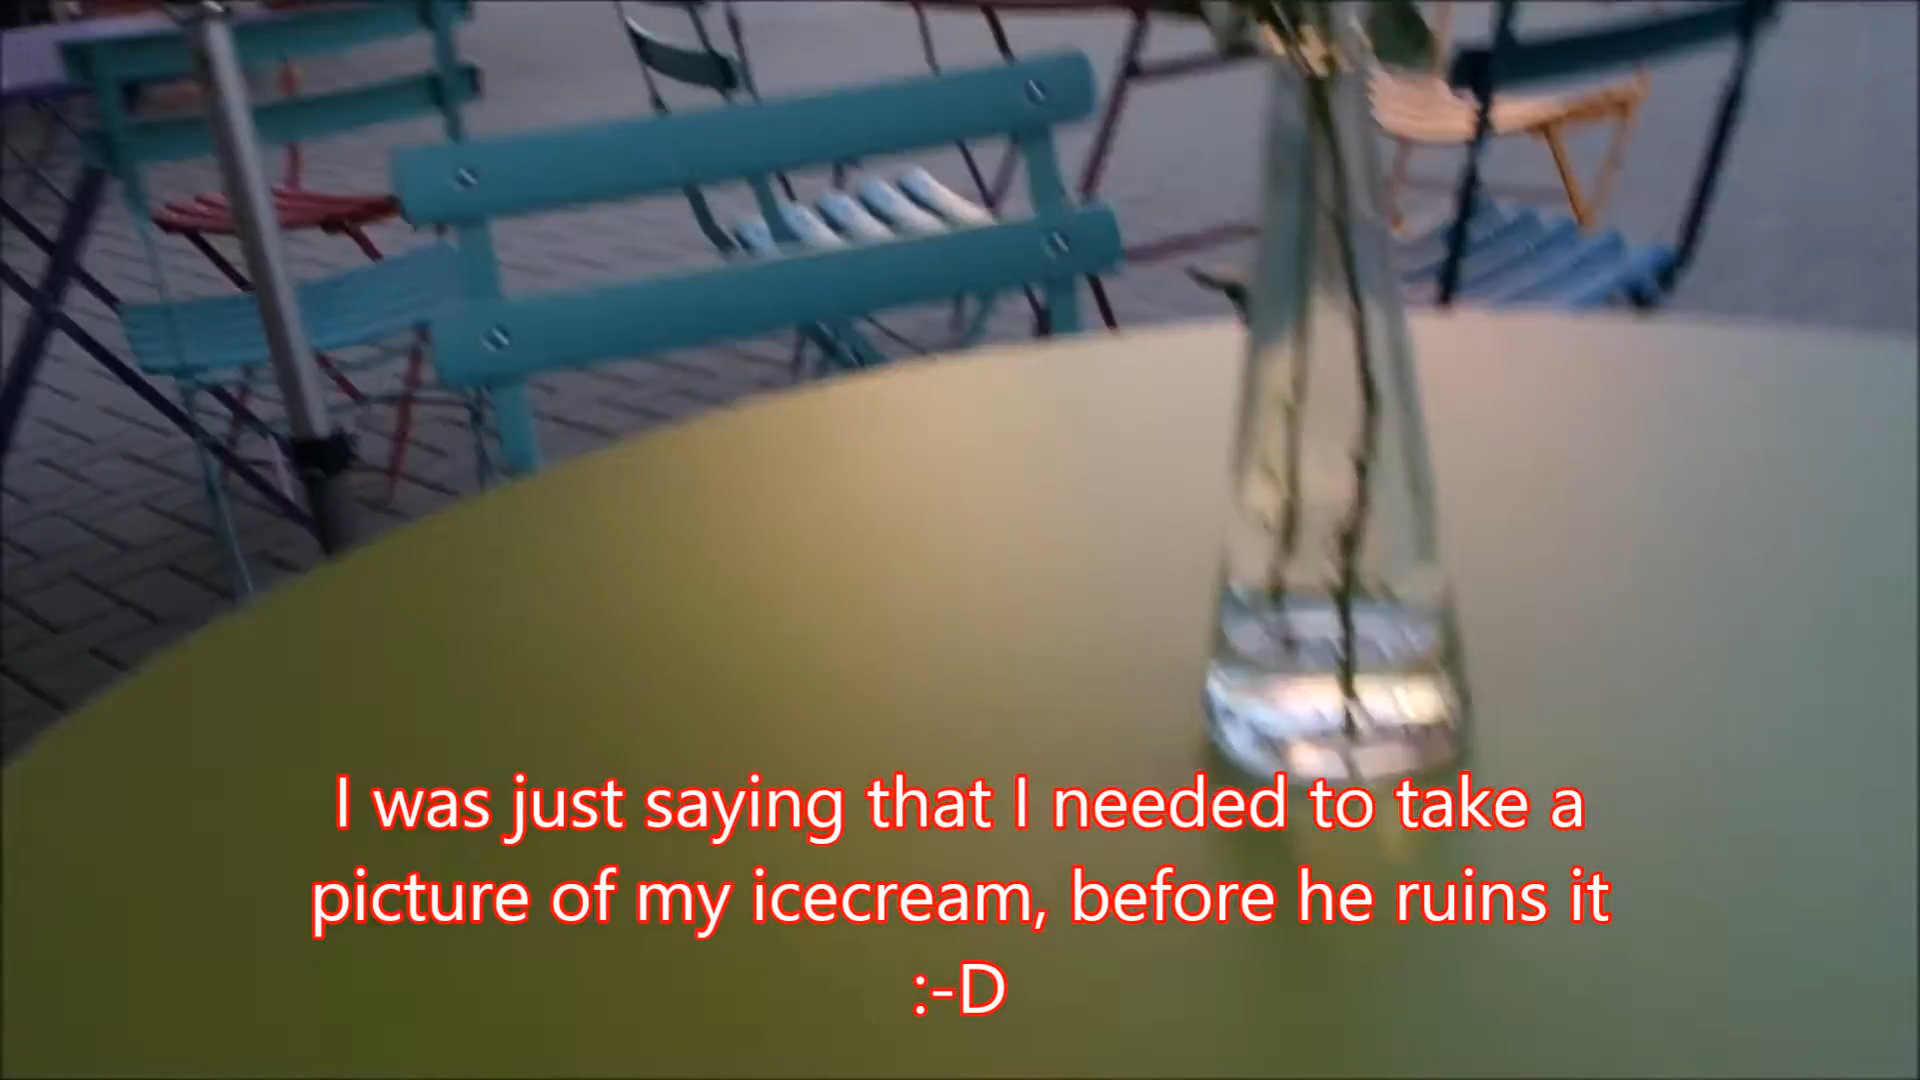 I was just saying that I needed to take a
picture of my icecream, before he ruins it
:-D